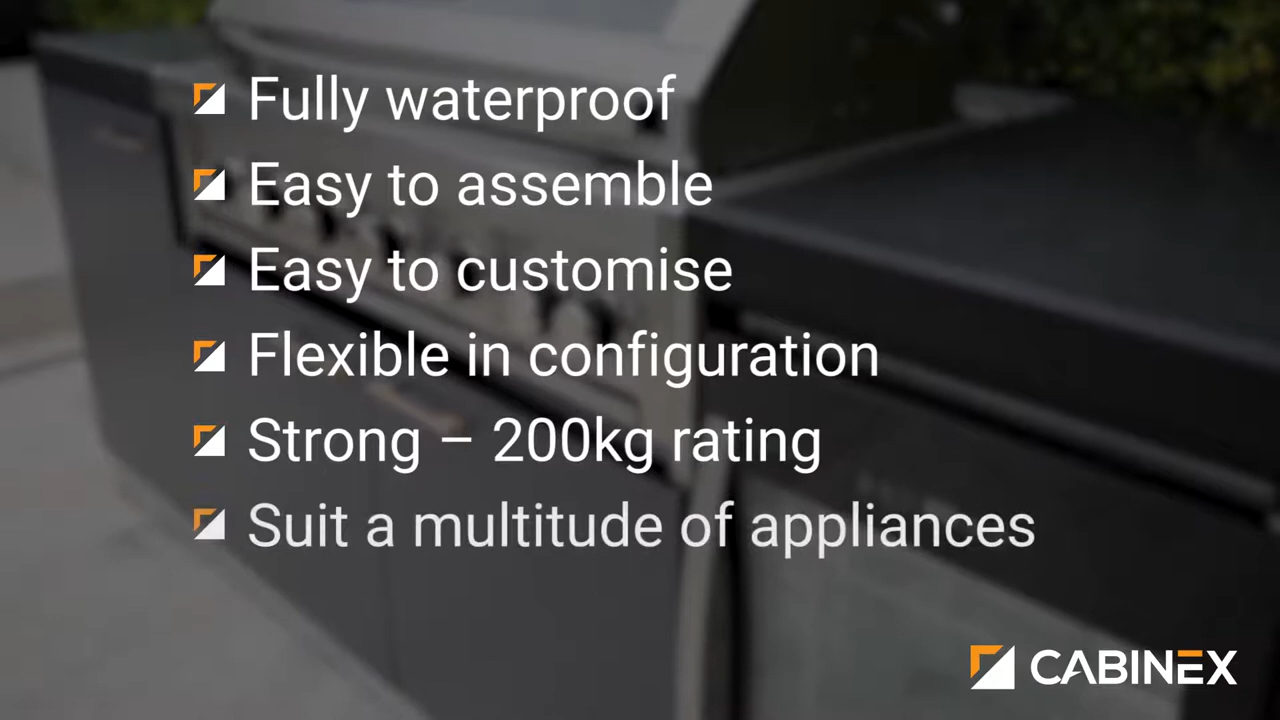 Fully waterproof
Easy to assemble
Easy to customise
Flexible in configuration
Strong – 200kg rating
Suit a multitude of appliances
CABINEX